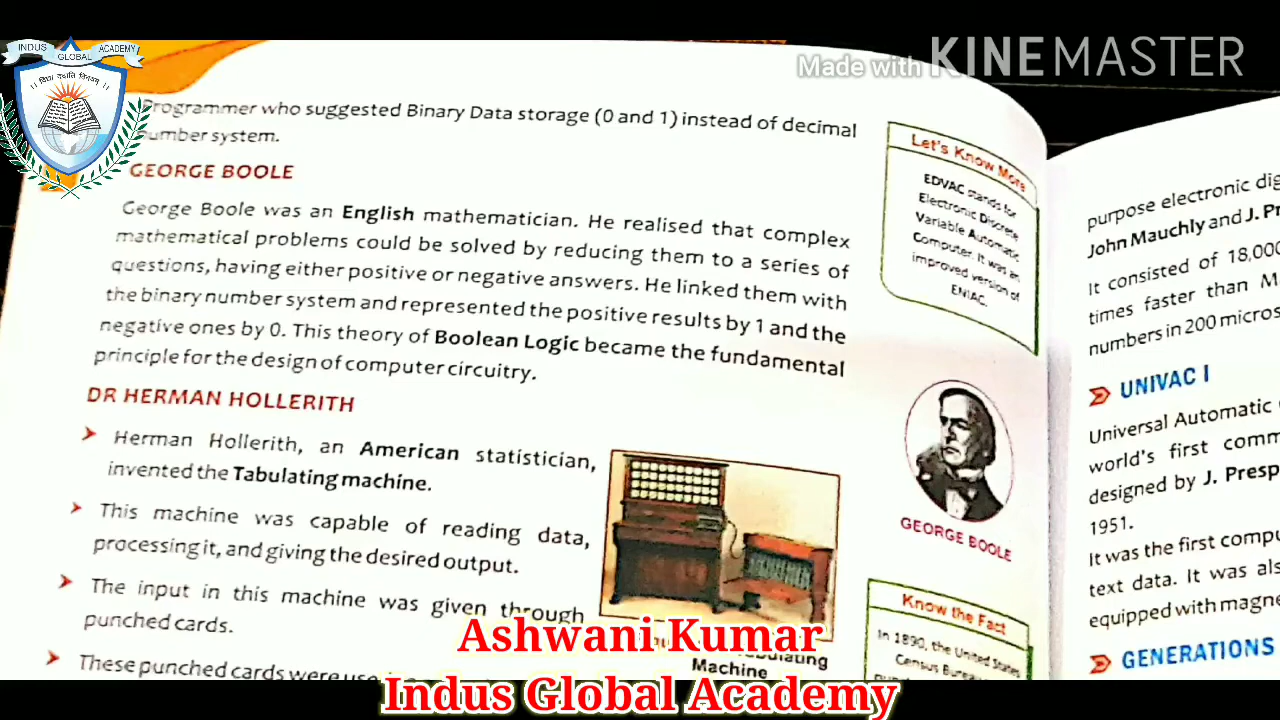 INDUS GLOBAL ACADEMY
Made with KINEMASTER
Programmer who suggested Binary Data storage (0 and 1) instead of decimal
number system.
GEORGE BOOLE
George Boole was an English mathematician. He realised that complex
mathematical problems could be solved by reducing them to a series of
questions, having either positive or negative answers. He linked them with
the binary number system and represented the positive results by 1 and the
negative ones by 0. This theory of Boolean Logic became the fundamental
principle for the design of computer circuitry.
DR HERMAN HOLLERITH
Herman Hollerith, an American statistician,
invented the Tabulating machine.
This machine was capable of reading data,
processing it, and giving the desired output.
The input in this machine was given through
punched cards.
These punched cards were
Machine
Let's Know More
EDVAC stands for
Electronic Discrete
Variable Automatic
Computer. It was an
improved version of
ENIAC.
GEORGE BOOLE
Know the Fact
In 1890, the United States
Census
purpose electronic
John Mauchly and J.
It consisted of
times faster than
numbers in 200
UNIVAC I
Universal Automatic
world's first
designed by J.
1951.
It was the first
text data. It was
equipped with
GENERATIONS
Ashwani Kumar
Indus Global Academy